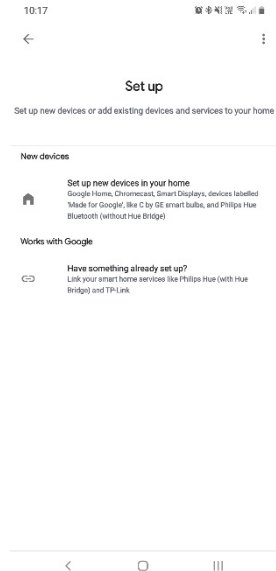 10:17
Set up
Set up new devices or add existing devices and services to your home
New devices
Set up new devices in your home
Google Home, Chromecast, Smart Displays, devices labelled
'Made for Google', like C by GE smart bulbs, and Philips Hue
Bluetooth (without Hue Bridge)
Works with Google
Have something already set up?
Link your smart home services like Philips Hue (with Hue
Bridge) and TP-Link